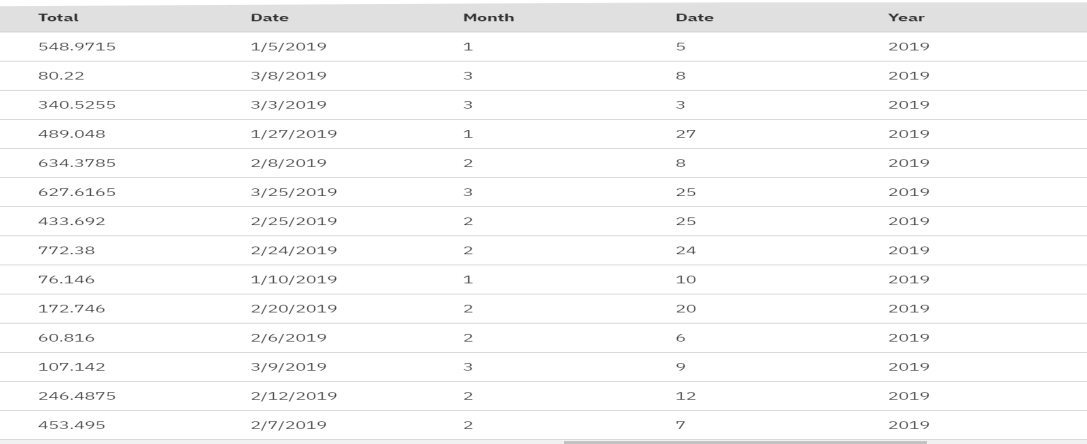 Total Date Month Date Year
548.9715 1/5/2019 1 5 2019
80.22 3/8/2019 3 8 2019
340.5255 3/3/2019 3 3 2019
489.048 1/27/2019 1 27 2019
634.3785 2/8/2019 2 8 2019
627.6165 3/25/2019 3 25 2019
433.692 2/25/2019 2 25 2019
772.38 2/24/2019 2 24 2019
76.146 1/10/2019 1 10 2019
172.746 2/20/2019 2 20 2019
60.816 2/6/2019 2 6 2019
107.142 3/9/2019 3 9 2019
246.4875 2/12/2019 2 12 2019
453.495 2/7/2019 2 7 2019